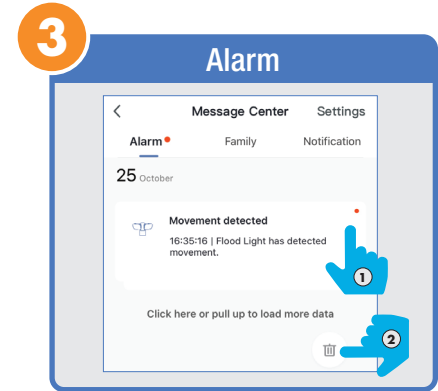 3
Alarm
Message Center Settings
Alarm Family Notification
25 October
Movement detected
16:35:16 | Flood Light has detected
movement.
1
Click here or pull up to load more data
2